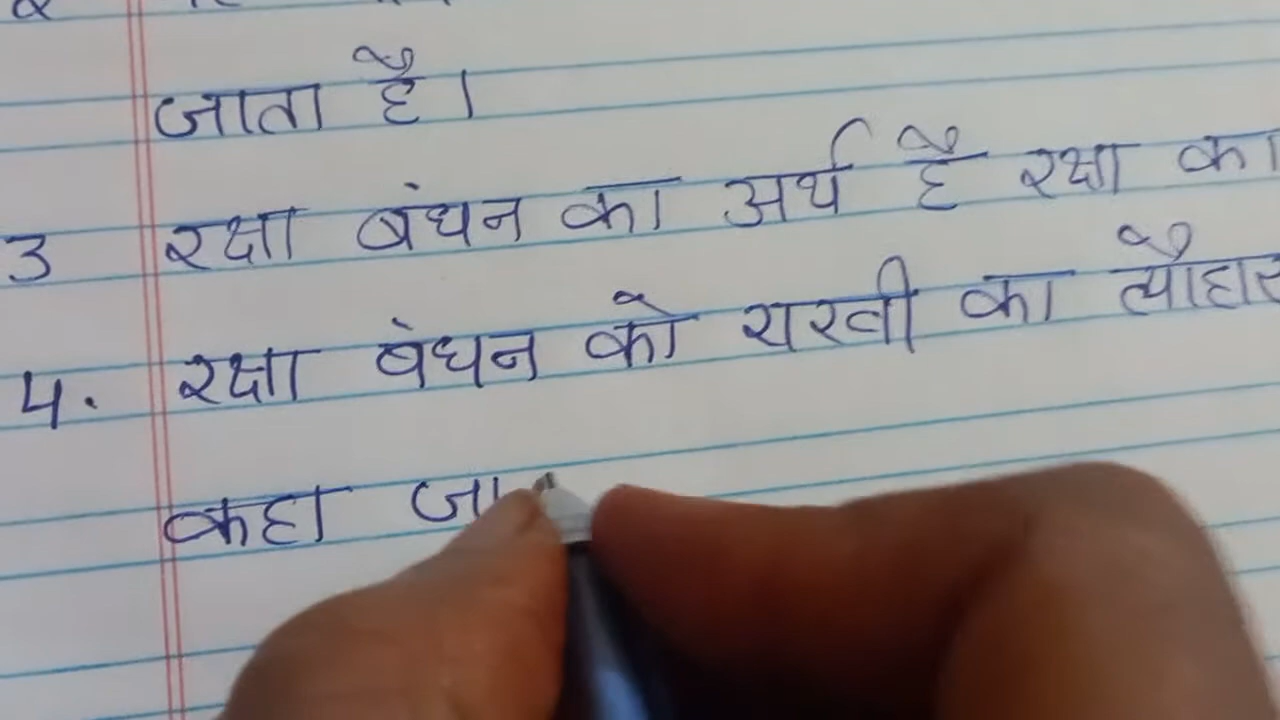 जाता है।
3 रक्षा बंधन का अर्थ है रक्षा का
4. रक्षा बंधन को राखी का त्यौहार
कहा जा